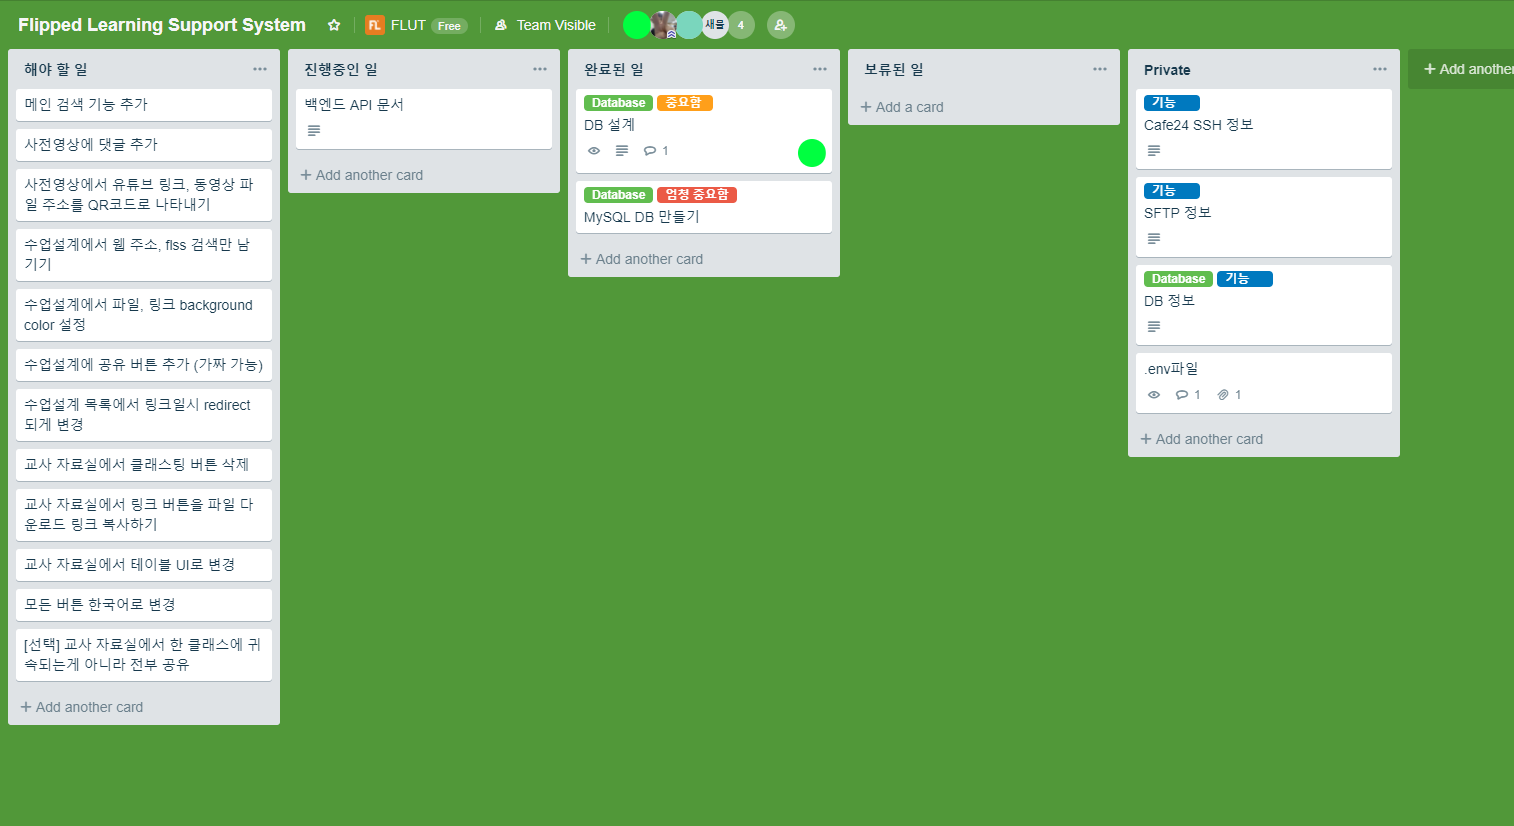 Flipped Learning Support System
FL FLUT Free
Team Visible
새믈
4
해야 할 일
메인 검색 기능 추가
사전영상에 댓글 추가
사전영상에서 유튜브 링크, 동영상 파
일 주소를 QR코드로 나타내기
수업설계에서 웹 주소, flss 검색만 남
기기
수업설계에서 파일, 링크 background
color 설정
수업설계에 공유 버튼 추가 (가짜 가능)
수업설계 목록에서 링크일시 redirect
되게 변경
교사 자료실에서 클래스팅 버튼 삭제
교사 자료실에서 링크 버튼을 파일 다
운로드 링크 복사하기
교사 자료실에서 테이블 UI로 변경
모든 버튼 한국어로 변경
[선택] 교사 자료실에서 한 클래스에 귀
속되는게 아니라 전부 공유
+ Add another card
진행중인 일
백엔드 API 문서
+ Add another card
완료된 일
Database 중요함
DB 설계
1
Database 엄청 중요함
MySQL DB 만들기
+ Add another card
보류된 일
+ Add a card
Private
기능
Cafe24 SSH 정보
기능
SFTP 정보
Database 기능
DB 정보
.env파일
1 1
+ Add another card
+ Add another